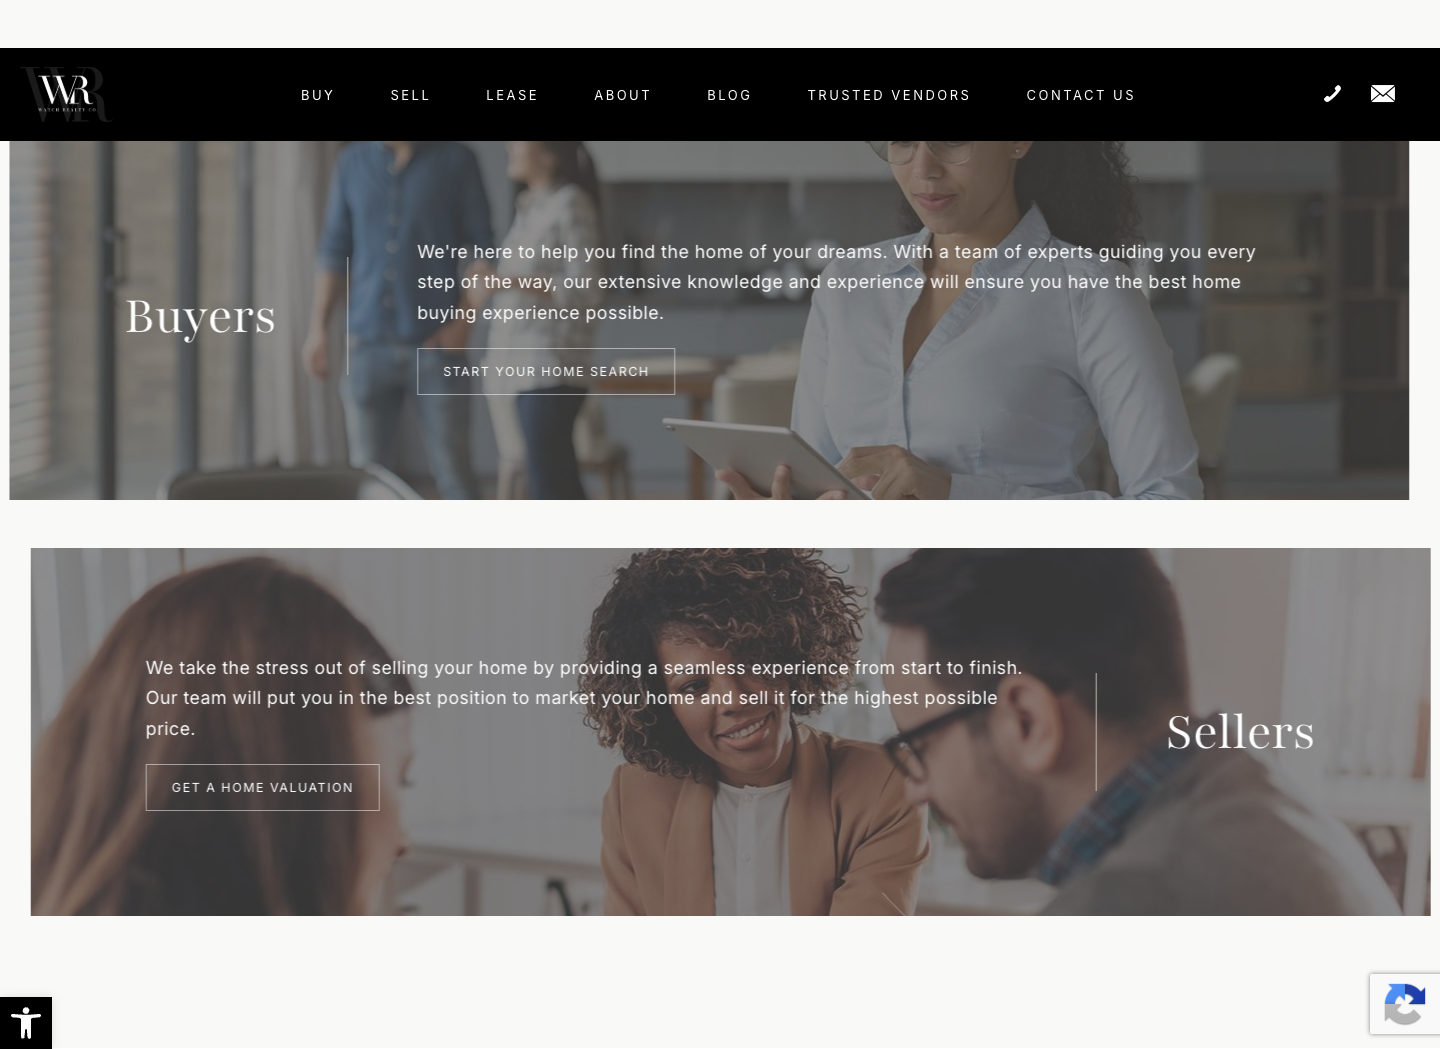 WR
WATCH REALTY CO.
BUY
SELL
LEASE
ABOUT
BLOG
TRUSTED VENDORS
CONTACT US
We're here to help you find the home of your dreams. With a team of experts guiding you every
step of the way, our extensive knowledge and experience will ensure you have the best home
buying experience possible.
Buyers
START YOUR HOME SEARCH
We take the stress out of selling your home by providing a seamless experience from start to finish.
Our team will put you in the best position to market your home and sell it for the highest possible
price.
Sellers
GET A HOME VALUATION